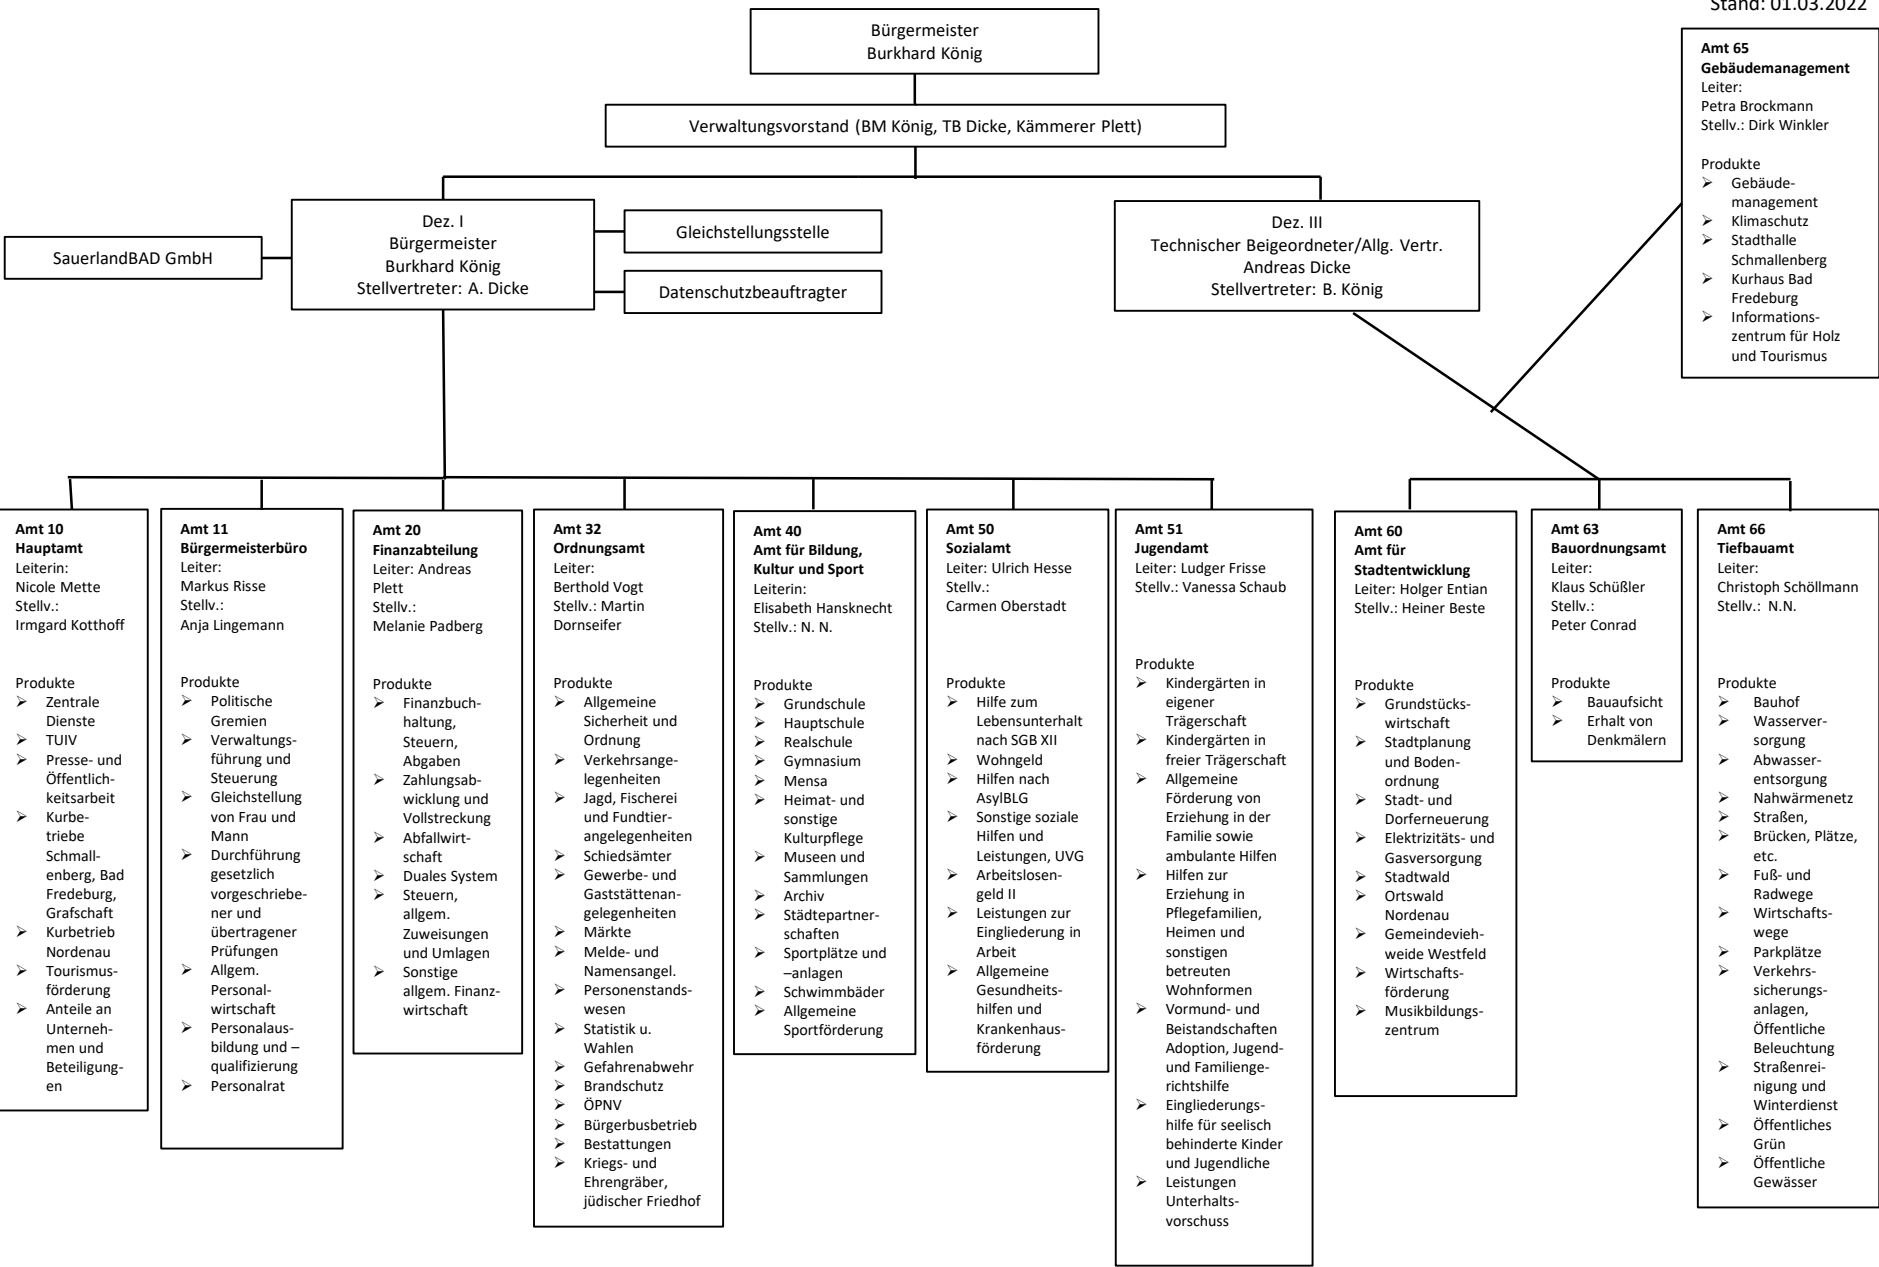 Stand: 01.03.2022
Bürgermeister
Burkhard König
Verwaltungsvorstand (BM König, TB Dicke, Kämmerer Plett)
Amt 65
Gebäudemanagement
Leiter:
Petra Brockmann
Stellv.: Dirk Winkler
Produkte
➢ Gebäude-
management
➢ Klimaschutz
➢ Stadthalle
Schmallenberg
➢ Kurhaus Bad
Fredeburg
➢ Informations-
zentrum für Holz
und Tourismus
SauerlandBAD GmbH
Dez. I
Bürgermeister
Burkhard König
Stellvertreter: A. Dicke
Gleichstellungsstelle
Datenschutzbeauftragter
Dez. III
Technischer Beigeordneter/Allg. Vertr.
Andreas Dicke
Stellvertreter: B. König
Amt 10
Hauptamt
Leiterin:
Nicole Mette
Stellv.:
Irmgard Kotthoff
Produkte
➢ Zentrale
Dienste
➢ TUIV
➢ Presse- und
Öffentlich-
keitsarbeit
➢ Kurbe-
triebe
Schmall-
enberg, Bad
Fredeburg,
Grafschaft
➢ Kurbetrieb
Nordenau
➢ Tourismus-
förderung
➢ Anteile an
Unterneh-
men und
Beteiligung-
en
Amt 11
Bürgermeisterbüro
Leiter:
Markus Risse
Stellv.:
Anja Lingemann
Produkte
➢ Politische
Gremien
➢ Verwaltungs-
führung und
Steuerung
➢ Gleichstellung
von Frau und
Mann
➢ Durchführung
gesetzlich
vorgeschriebe-
ner und
übertragener
Prüfungen
➢ Allgem.
Personal-
wirtschaft
➢ Personalaus-
bildung und –
qualifizierung
➢ Personalrat
Amt 20
Finanzabteilung
Leiter: Andreas
Plett
Stellv.:
Melanie Padberg
Produkte
➢ Finanzbuch-
haltung,
Steuern,
Abgaben
➢ Zahlungsab-
wicklung und
Vollstreckung
➢ Abfallwirt-
schaft
➢ Duales System
➢ Steuern,
allgem.
Zuweisungen
und Umlagen
➢ Sonstige
allgem. Finanz-
wirtschaft
Amt 32
Ordnungsamt
Leiter:
Berthold Vogt
Stellv.: Martin
Dornseifer
Produkte
➢ Allgemeine
Sicherheit und
Ordnung
➢ Verkehrsange-
legenheiten
➢ Jagd, Fischerei
und Fundtier-
angelegenheiten
➢ Schiedsämter
➢ Gewerbe- und
Gaststättenan-
gelegenheiten
➢ Märkte
➢ Melde- und
Namensangel.
➢ Personenstands-
wesen
➢ Statistik u.
Wahlen
➢ Gefahrenabwehr
➢ Brandschutz
➢ ÖPNV
➢ Bürgerbusbetrieb
➢ Bestattungen
➢ Kriegs- und
Ehrengräber,
jüdischer Friedhof
Amt 40
Amt für Bildung,
Kultur und Sport
Leiterin:
Elisabeth Hansknecht
Stellv.: N. N.
Produkte
➢ Grundschule
➢ Hauptschule
➢ Realschule
➢ Gymnasium
➢ Mensa
➢ Heimat- und
sonstige
Kulturpflege
➢ Museen und
Sammlungen
➢ Archiv
➢ Städtepartner-
schaften
➢ Sportplätze und
–anlagen
➢ Schwimmbäder
➢ Allgemeine
Sportförderung
Amt 50
Sozialamt
Leiter: Ulrich Hesse
Stellv.:
Carmen Oberstadt
Produkte
➢ Hilfe zum
Lebensunterhalt
nach SGB XII
➢ Wohngeld
➢ Hilfen nach
AsylBLG
➢ Sonstige soziale
Hilfen und
Leistungen, UVG
➢ Arbeitslosen-
geld II
➢ Leistungen zur
Eingliederung in
Arbeit
➢ Allgemeine
Gesundheits-
hilfen und
Krankenhaus-
förderung
Amt 51
Jugendamt
Leiter: Ludger Frisse
Stellv.: Vanessa Schaub
Produkte
➢ Kindergärten in
eigener
Trägerschaft
➢ Kindergärten in
freier Trägerschaft
➢ Allgemeine
Förderung von
Erziehung in der
Familie sowie
ambulante Hilfen
➢ Hilfen zur
Erziehung in
Pflegefamilien,
Heimen und
sonstigen
betreuten
Wohnformen
➢ Vormund- und
Beistandschaften
Adoption, Jugend-
und Familienge-
richtshilfe
➢ Eingliederungs-
hilfe für seelisch
behinderte Kinder
und Jugendliche
➢ Leistungen
Unterhalts-
vorschuss
Amt 60
Amt für
Stadtentwicklung
Leiter: Holger Entian
Stellv.: Heiner Beste
Produkte
➢ Grundstücks-
wirtschaft
➢ Stadtplanung
und Boden-
ordnung
➢ Stadt- und
Dorferneuerung
➢ Elektrizitäts- und
Gasversorgung
➢ Stadtwald
➢ Ortswald
Nordenau
➢ Gemeindevieh-
weide Westfeld
➢ Wirtschafts-
förderung
➢ Musikbildungs-
zentrum
Amt 63
Bauordnungsamt
Leiter:
Klaus Schüßler
Stellv.:
Peter Conrad
Produkte
➢ Bauaufsicht
➢ Erhalt von
Denkmälern
Amt 66
Tiefbauamt
Leiter:
Christoph Schöllmann
Stellv.: N.N.
Produkte
➢ Bauhof
➢ Wasserver-
sorgung
➢ Abwasser-
entsorgung
➢ Nahwärmenetz
➢ Straßen,
➢ Brücken, Plätze,
etc.
➢ Fuß- und
Radwege
➢ Wirtschafts-
wege
➢ Parkplätze
➢ Verkehrs-
sicherungs-
anlagen,
Öffentliche
Beleuchtung
➢ Straßenrei-
nigung und
Winterdienst
➢ Öffentliches
Grün
➢ Öffentliche
Gewässer